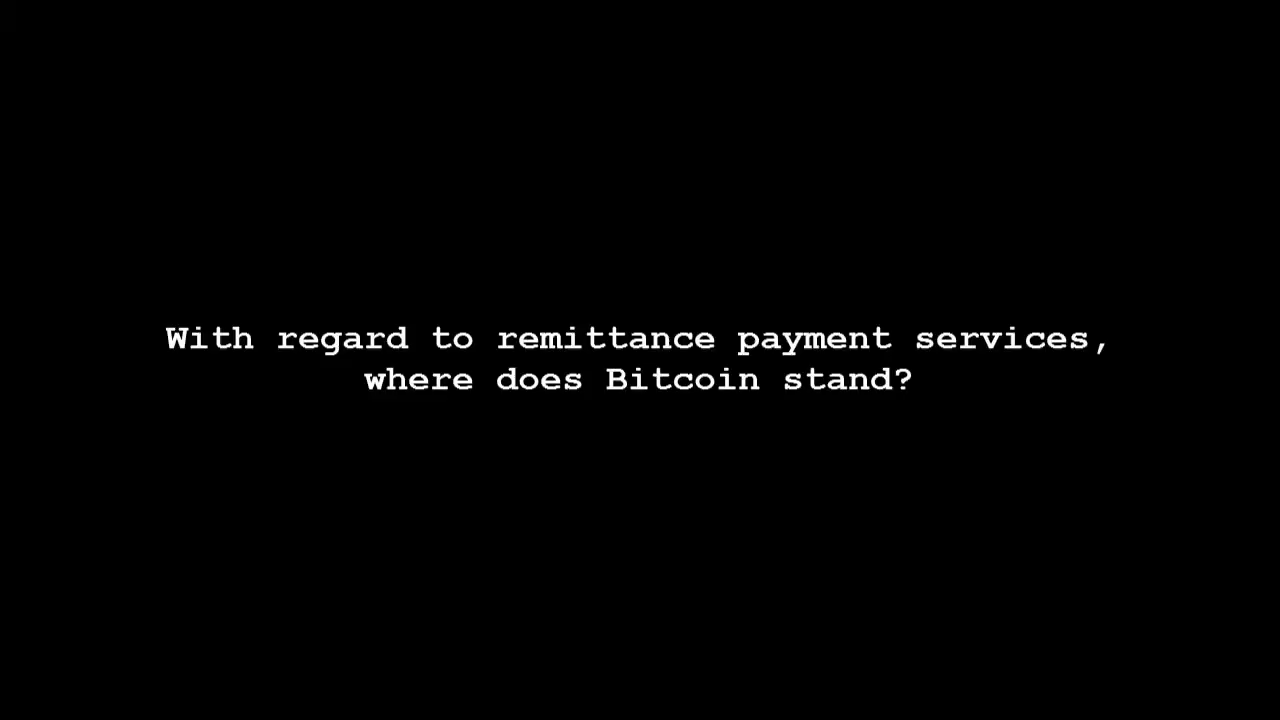 With regard to remittance payment services,
where does Bitcoin stand?